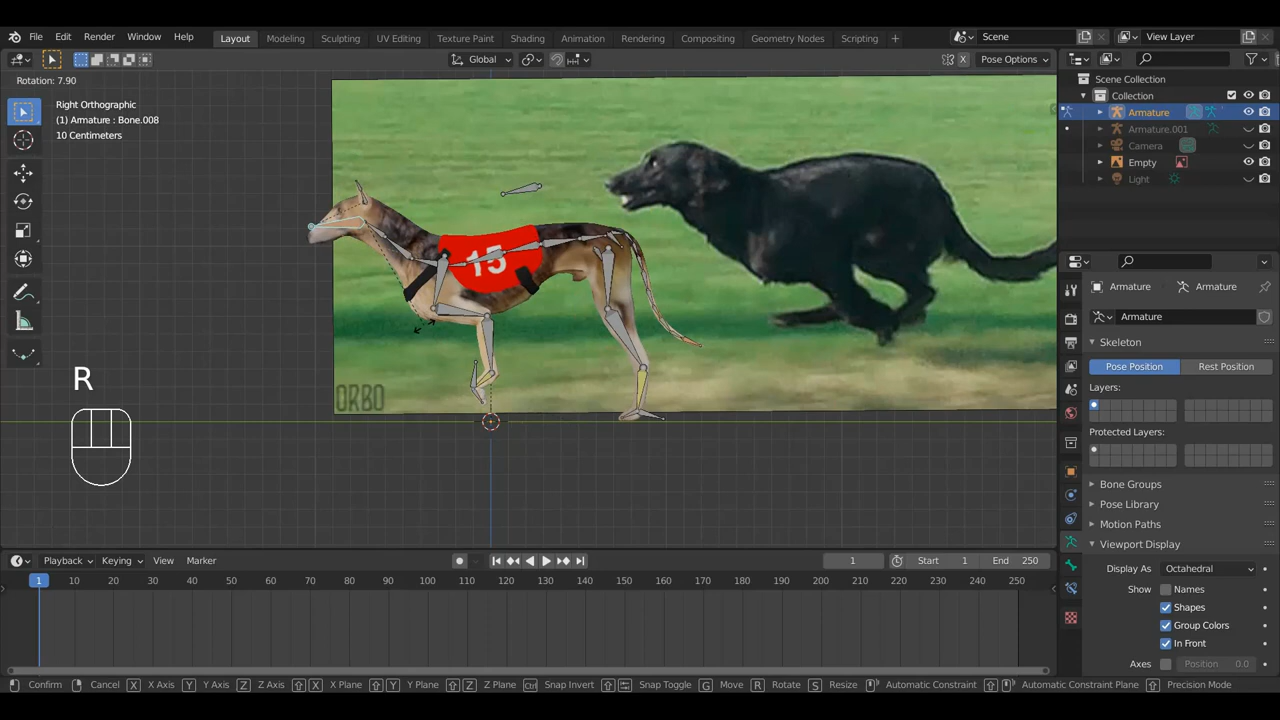 File Edit Render Window Help Layout Modeling Sculpting UV Editing Texture Paint Shading Animation Rendering Compositing Geometry Nodes Scripting + Scene View Layer
Global Pose Options
Rotation: 7.90
X
Right Orthographic
(1) Armature : Bone.008
10 Centimeters
Scene Collection
Collection
Armature
Armature.001
Camera
Empty
Light
15
ORBO
R
Armature Armature
Armature
Skeleton
Pose Position Rest Position
Layers:
Protected Layers:
Bone Groups
Pose Library
Motion Paths
Viewport Display
Display As Octahedral
Show Names
Shapes
Group Colors
In Front
Axes Position 0.0
Playback Keying View Marker 1 Start 1 End 250
1 10 20 30 40 50 60 70 80 90 100 110 120 130 140 150 160 170 180 190 200 210 220 230 240 250
Confirm Cancel X X Axis Y Y Axis Z Z Axis X X Plane Y Y Plane Z Z Plane Ctrl Snap Invert Snap Toggle G Move R Rotate S Resize Automatic Constraint Automatic Constraint Plane Precision Mode